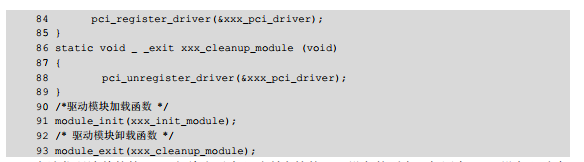 84 pci_register_driver(&xxx_pci_driver);
85 }
86 static void _ _exit xxx_cleanup_module (void)
87 {
88 pci_unregister_driver(&xxx_pci_driver);
89 }
90 /*驱动模块加载函数 */
91 module_init(xxx_init_module);
92 /* 驱动模块卸载函数 */
93 module_exit(xxx_cleanup_module);